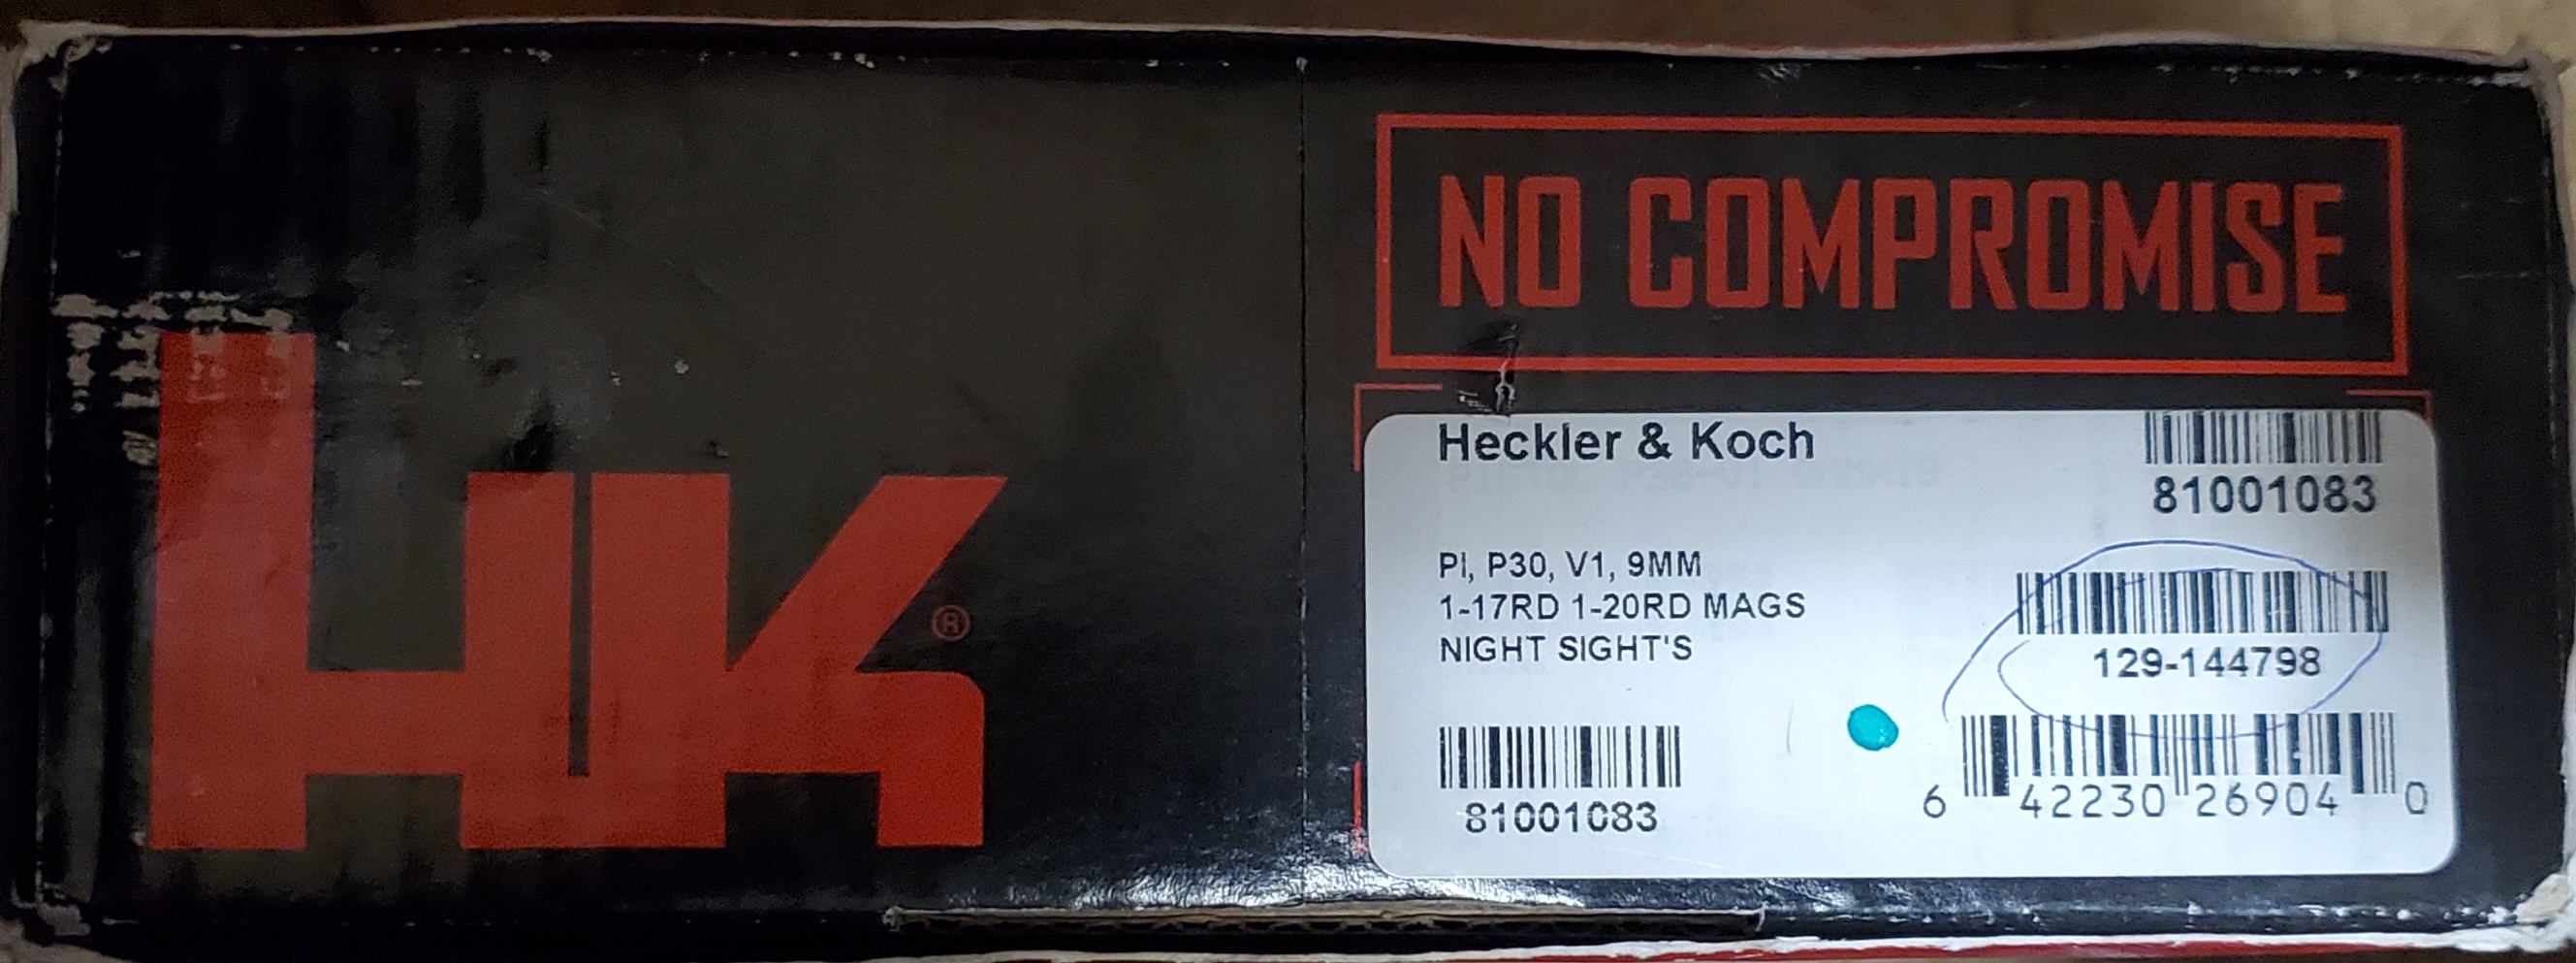 HK®
NO COMPROMISE
Heckler & Koch
81001083
PI, P30, V1, 9MM
1-17RD 1-20RD MAGS
NIGHT SIGHT'S
129-144798
81001083
6 42230 26904 0